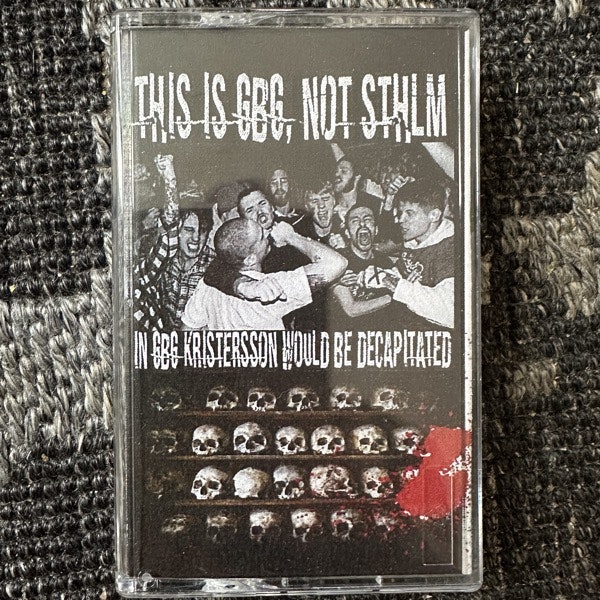 THIS IS GBG, NOT STHLM
IN GBG KRISTERSSON WOULD BE DECAPITATED